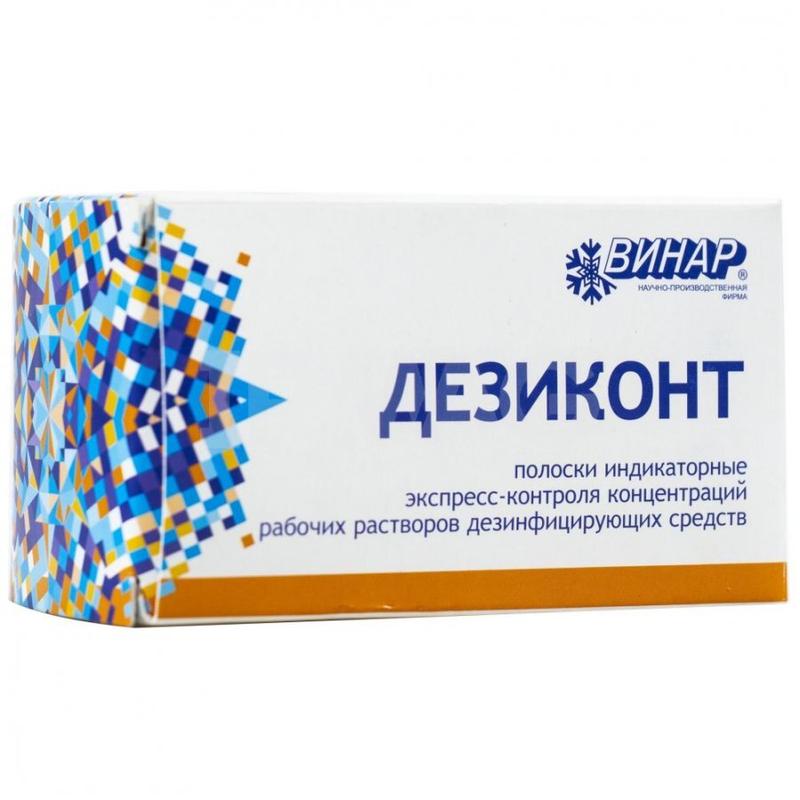 ВИНАР®
НАУЧНО-ПРОИЗВОДСТВЕННАЯ
ФИРМА
ДЕЗИКОНТ
полоски индикаторные
экспресс-контроля концентраций
рабочих растворов дезинфицирующих средств